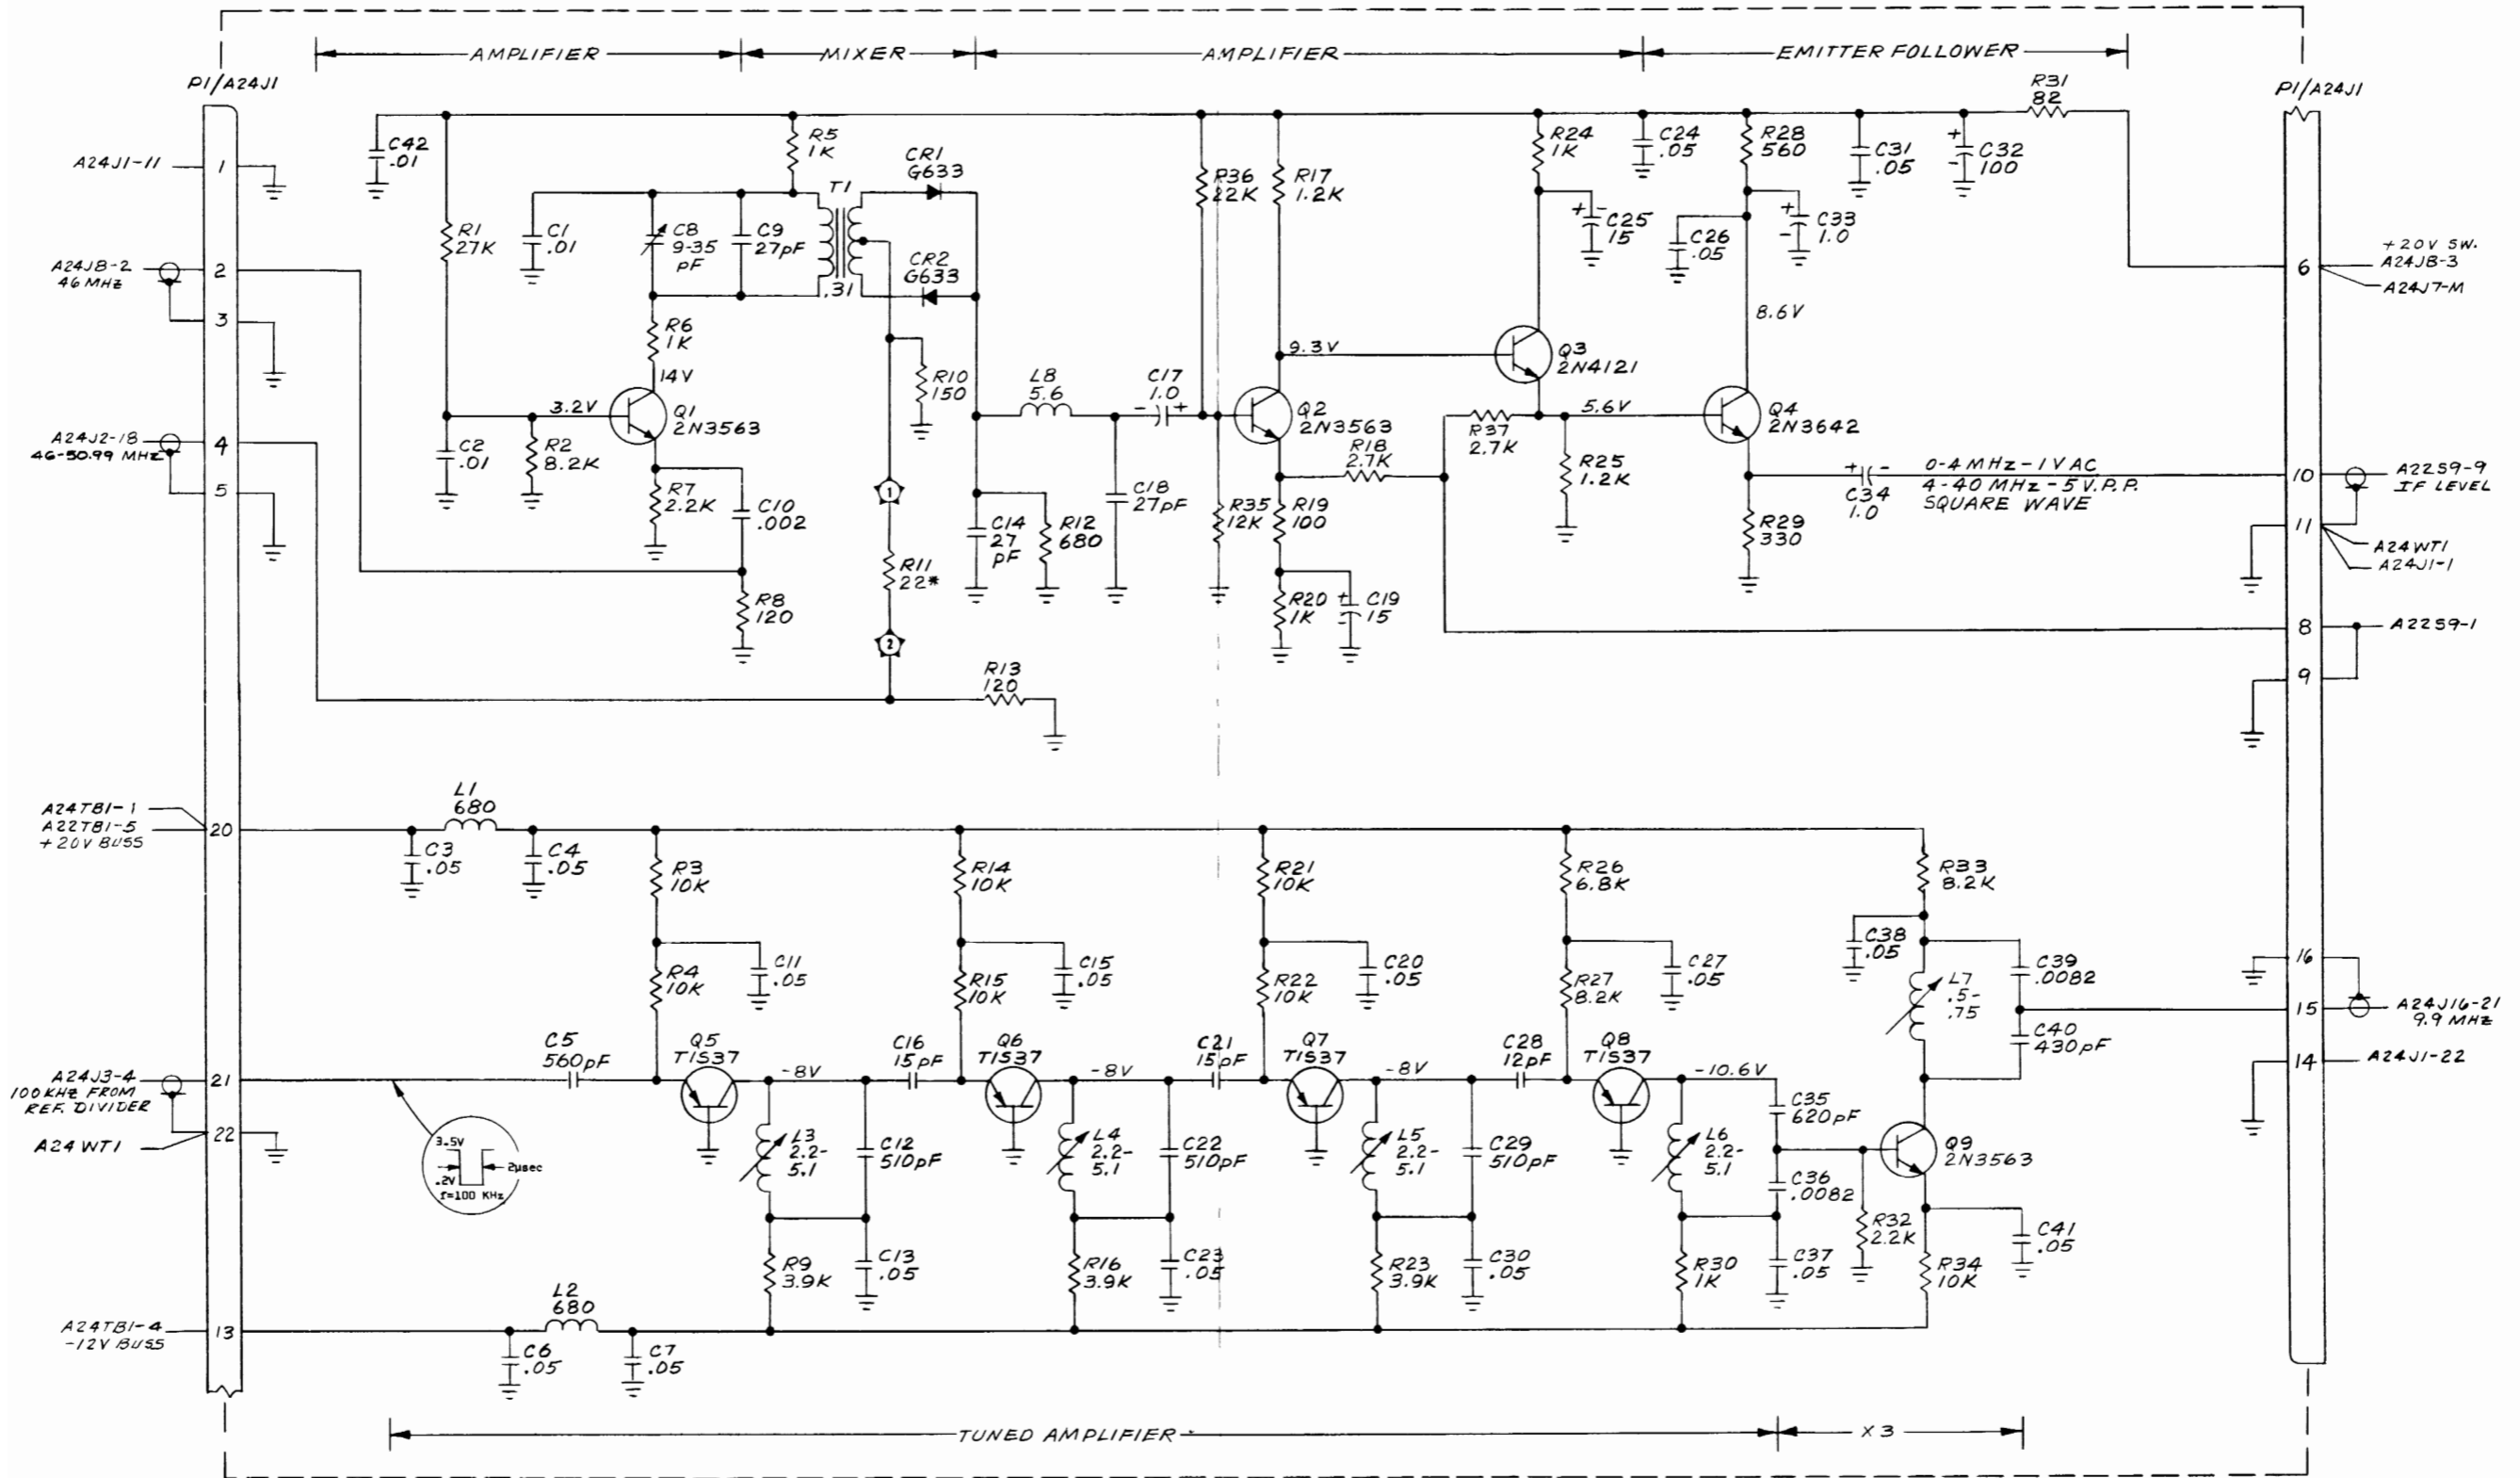 AMPLIFIER
MIXER
AMPLIFIER
EMITTER FOLLOWER
P1/A24J1
P1/A24J1
A24J1-11
1
A24J8-2
46 MHz
2
3
A24J2-18
46-50.99 MHz
4
5
C42
.01
R1
27K
C2
.01
R2
8.2K
C1
.01
C8
9-35
pF
C9
27pF
R5
1K
T1
.31
CR1
G633
CR2
G633
R6
1K
14V
3.2V
Q1
2N3563
R7
2.2K
C10
.002
R8
120
R10
150
1
R11
22*
2
R13
120
C14
27
pF
R12
680
L8
5.6
C18
27pF
C17
1.0
- +
R36
22K
R35
12K
R17
1.2K
9.3V
Q2
2N3563
R18
2.7K
R19
100
R20
1K
+
-
C19
15
R24
1K
+ -
C25
15
Q3
2N4121
R37
2.7K
5.6V
R25
1.2K
C24
.05
R28
560
C26
.05
+
-
C33
1.0
8.6V
Q4
2N3642
R29
330
C31
.05
+
-
C32
100
R31
82
+ -
C34
1.0
0-4 MHz-1VAC
4-40 MHz-5 V.P.P.
SQUARE WAVE
6
+20V SW.
A24J8-3
A24J7-M
10
A22S9-9
IF LEVEL
11
A24WT1
A24J1-1
8
A22S9-1
9
A24TB1-1
A22TB1-5
+20V BUSS
20
L1
680
C3
.05
C4
.05
R3
10K
R4
10K
C11
.05
R14
10K
R15
10K
C15
.05
R21
10K
R22
10K
C20
.05
R26
6.8K
R27
8.2K
C27
.05
R33
8.2K
C38
.05
L7
.5-
.75
C39
.0082
C40
430pF
16
15
A24J16-21
9.9 MHz
14
A24J1-22
A24J3-4
100KHz FROM
REF. DIVIDER
21
A24 WT1
22
3.5V
2µsec
.2V
f=100 KHz
C5
560pF
Q5
TIS37
-8V
L3
2.2-
5.1
C12
510pF
R9
3.9K
C13
.05
C16
15pF
Q6
TIS37
-8V
L4
2.2-
5.1
C22
510pF
R16
3.9K
C23
.05
C21
15pF
Q7
TIS37
-8V
L5
2.2-
5.1
C29
510pF
R23
3.9K
C30
.05
C28
12pF
Q8
TIS37
-10.6V
L6
2.2-
5.1
R30
1K
C35
620pF
C36
.0082
C37
.05
R32
2.2K
Q9
2N3563
R34
10K
C41
.05
A24TB1-4
-12V BUSS
13
C6
.05
L2
680
C7
.05
TUNED AMPLIFIER
X3